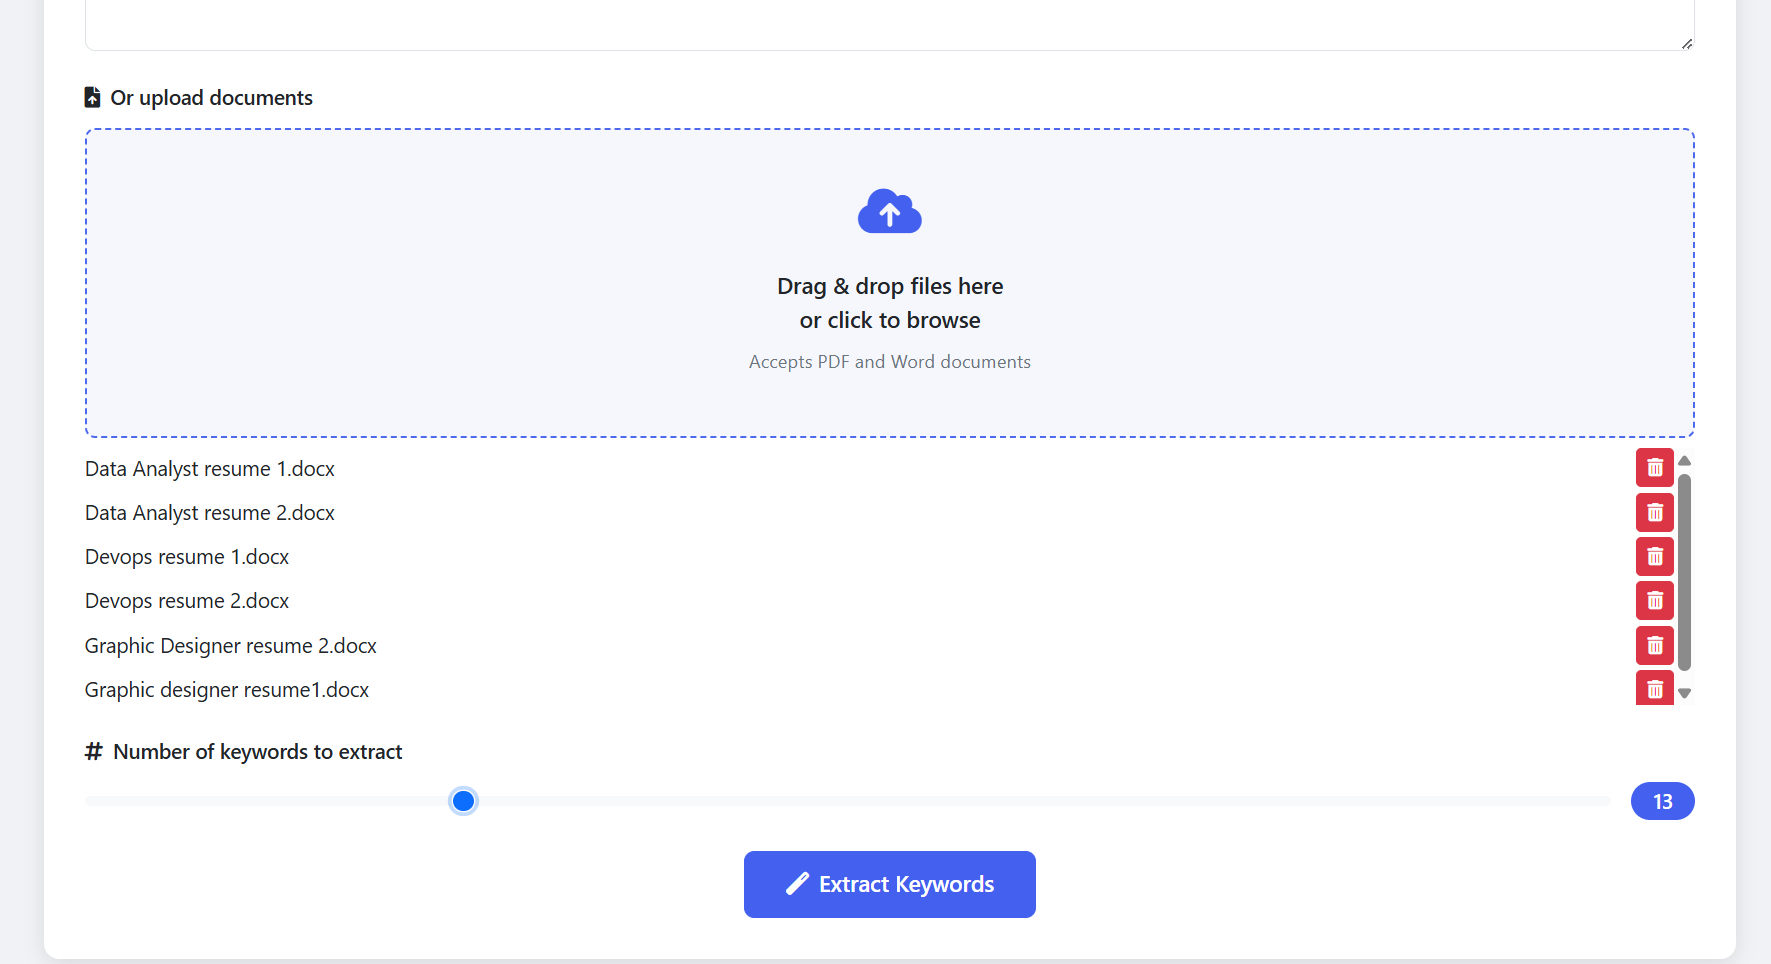 Or upload documents
Drag & drop files here
or click to browse
Accepts PDF and Word documents
Data Analyst resume 1.docx
Data Analyst resume 2.docx
Devops resume 1.docx
Devops resume 2.docx
Graphic Designer resume 2.docx
Graphic designer resume1.docx
# Number of keywords to extract
13
Extract Keywords